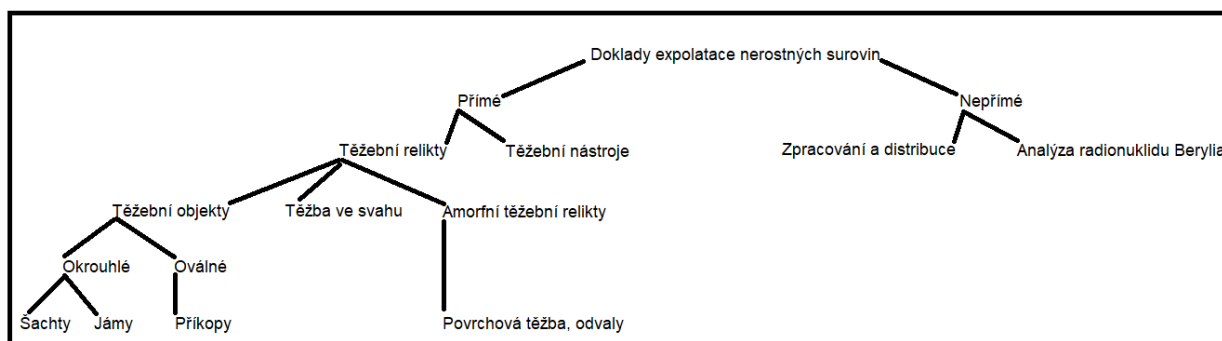 Doklady expolatace nerostných surovin
Přímé
Nepřímé
Těžební relikty
Těžební nástroje
Zpracování a distribuce
Analýza radionuklidu Berylia
Těžební objekty
Těžba ve svahu
Amorfní těžební relikty
Okrouhlé
Oválné
Šachty
Jámy
Příkopy
Povrchová těžba, odvaly